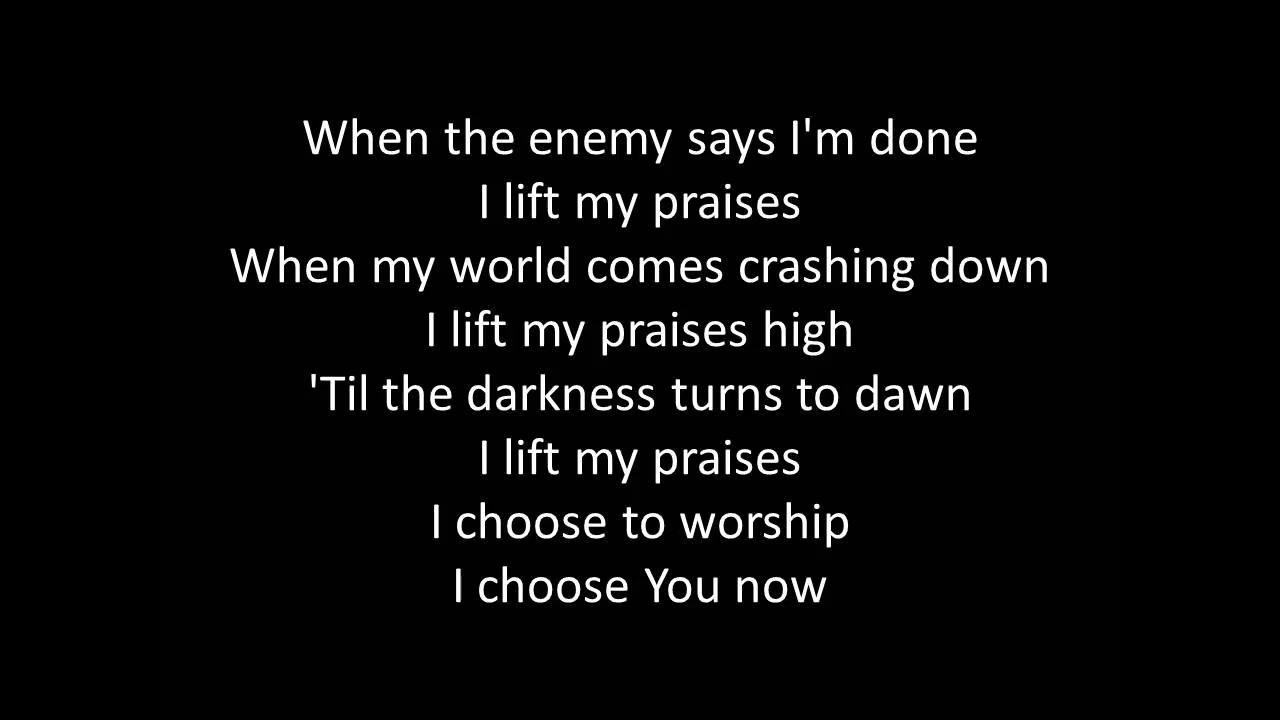 When the enemy says I'm done
I lift my praises
When my world comes crashing down
I lift my praises high
'Til the darkness turns to dawn
I lift my praises
I choose to worship
I choose You now